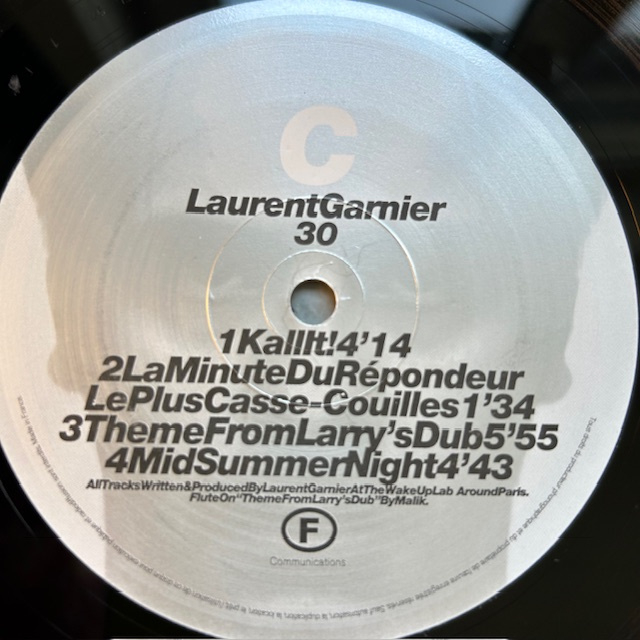 C
LaurentGarnier
30
1KallIt!4’14
2LaMinuteDuRépondeur
LePlusCasse-Couilles1’34
3ThemeFromLarry’sDub5’55
4MidSummerNight4’43
AllTracksWritten&ProducedByLaurentGarnierAtTheWakeUpLab AroundParis.
FluteOn“ThemeFromLarry’sDub”ByMalik.
F
Communications